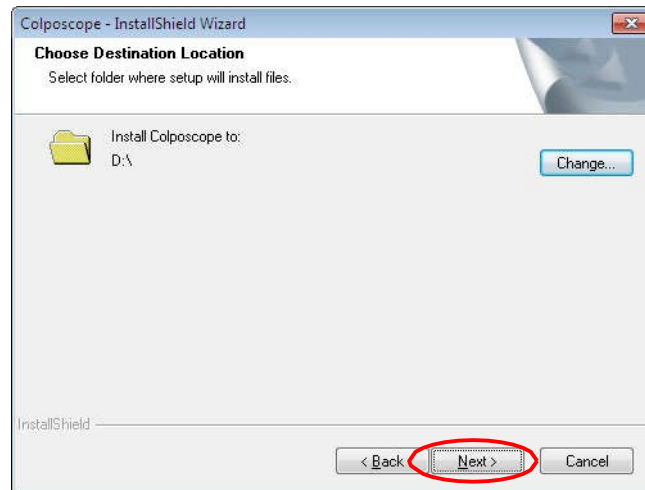 Colposcope - InstallShield Wizard
Choose Destination Location
Select folder where setup will install files.
Install Colposcope to:
D:\
Change...
InstallShield
< Back
Next >
Cancel